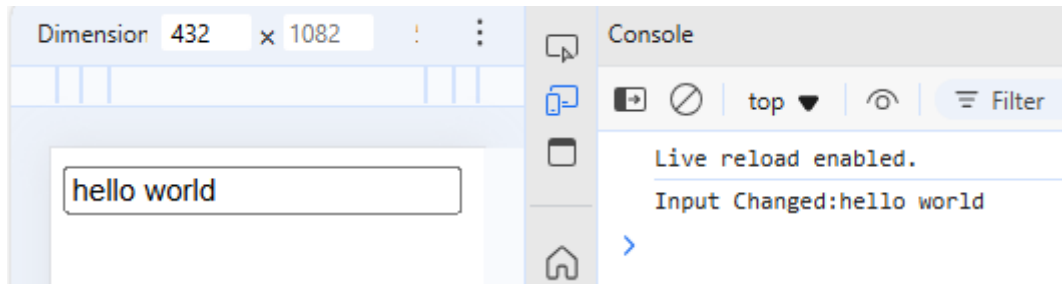 Dimension 432 × 1082
hello world
Console
top ▼ Filter
Live reload enabled.
Input Changed:hello world
>